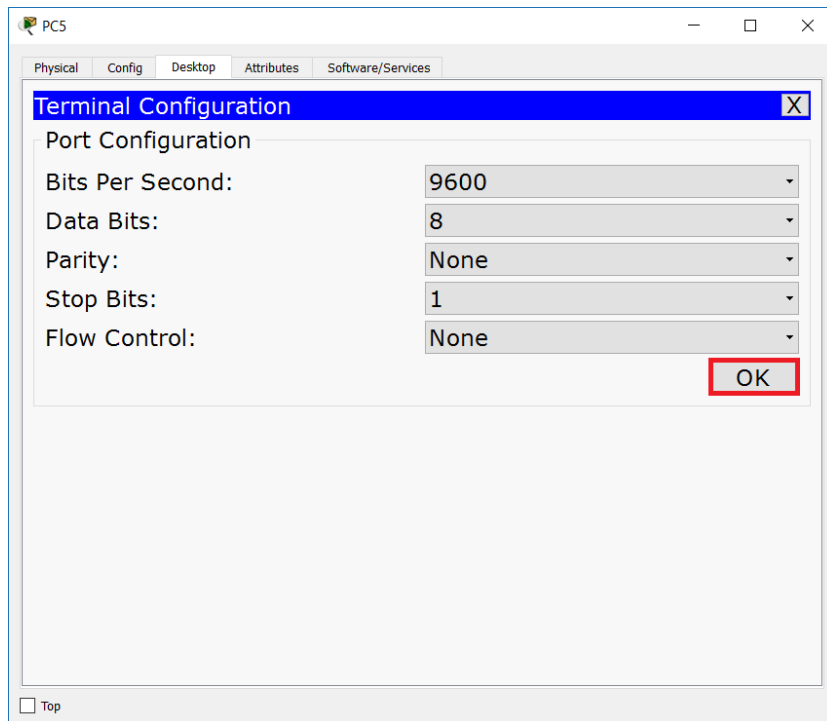 PC5
Physical Config Desktop Attributes Software/Services
Terminal Configuration X
Port Configuration
Bits Per Second: 9600
Data Bits: 8
Parity: None
Stop Bits: 1
Flow Control: None
OK
Top